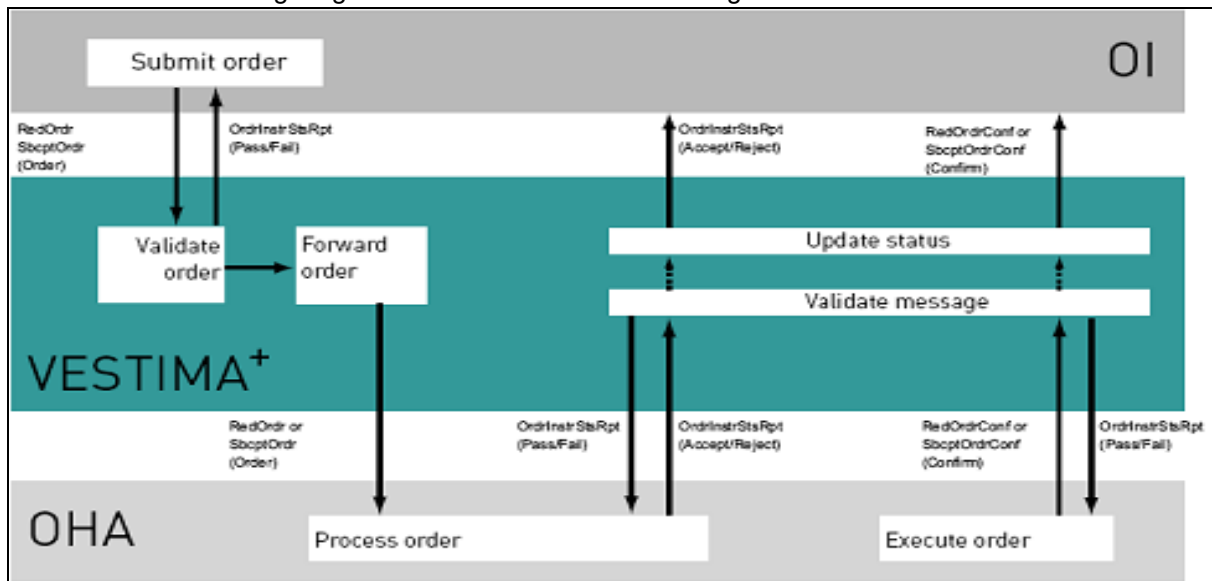 OI
Submit order
RedOrdr
SbcptOrdr
(Order)
OrdrInstrStsRpt
(Pass/Fail)
OrdrInstrStsRpt
(Accept/Reject)
RedOrdrConf or
SbcptOrdrConf
(Confirm)
Validate
order
Forward
order
Update status
Validate message
VESTIMA+
RedOrdr or
SbcptOrdr
(Order)
OrdrInstrStsRpt
(Pass/Fail)
OrdrInstrStsRpt
(Accept/Reject)
RedOrdrConf or
SbcptOrdrConf
(Confirm)
OrdrInstrStsRpt
(Pass/Fail)
OHA
Process order
Execute order